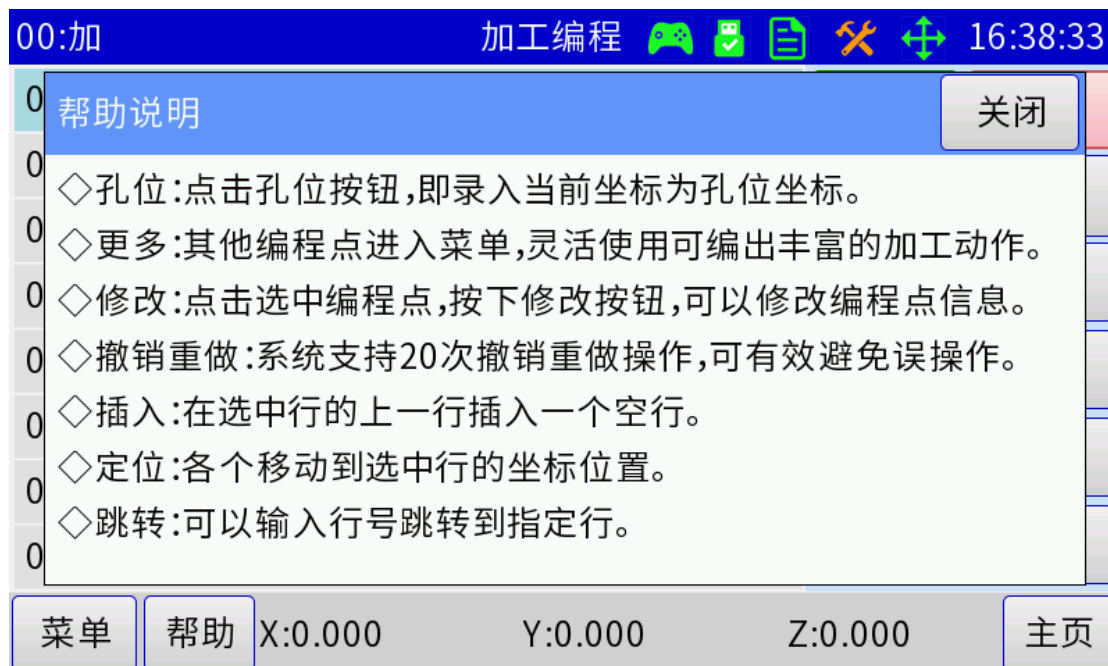 00:加
加工编程
16:38:33
帮助说明
关闭
◇孔位:点击孔位按钮,即录入当前坐标为孔位坐标。
◇更多:其他编程点进入菜单,灵活使用可编出丰富的加工动作。
◇修改:点击选中编程点,按下修改按钮,可以修改编程点信息。
◇撤销重做:系统支持20次撤销重做操作,可有效避免误操作。
◇插入:在选中行的上一行插入一个空行。
◇定位:各个移动到选中行的坐标位置。
◇跳转:可以输入行号跳转到指定行。
0
0
0
0
0
0
0
0
菜单
帮助
X:0.000
Y:0.000
Z:0.000
主页